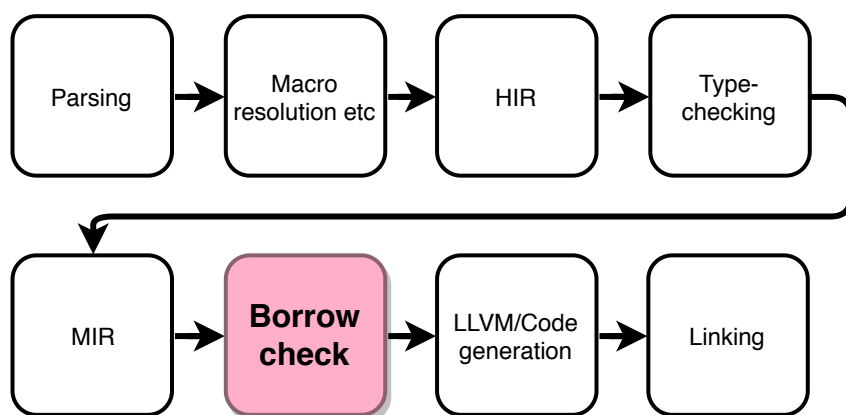 Parsing
Macro
resolution etc
HIR
Type-
checking
MIR
Borrow
check
LLVM/Code
generation
Linking